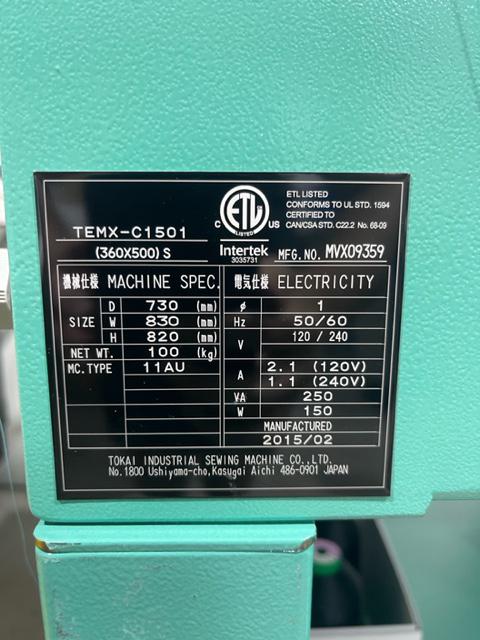 ETL LISTED
CONFORMS TO UL STD. 1594
CERTIFIED TO
CAN/CSA STD. C22.2 No. 68-09
ETL
LISTED
C US
Intertek
3035731
TEMX-C1501
(360X500) S
MFG.NO. MVX09359
機械仕様 MACHINE SPEC.
SIZE D 730 (mm)
W 830 (mm)
H 820 (mm)
NET WT. 100 (kg)
MC.TYPE 11AU
電気仕様 ELECTRICITY
φ 1
Hz 50/60
V 120 / 240
A 2.1 (120V)
1.1 (240V)
VA 250
W 150
MANUFACTURED
2015/02
TOKAI INDUSTRIAL SEWING MACHINE CO.,LTD.
No.1800 Ushiyama-cho,Kasugai Aichi 486-0901 JAPAN